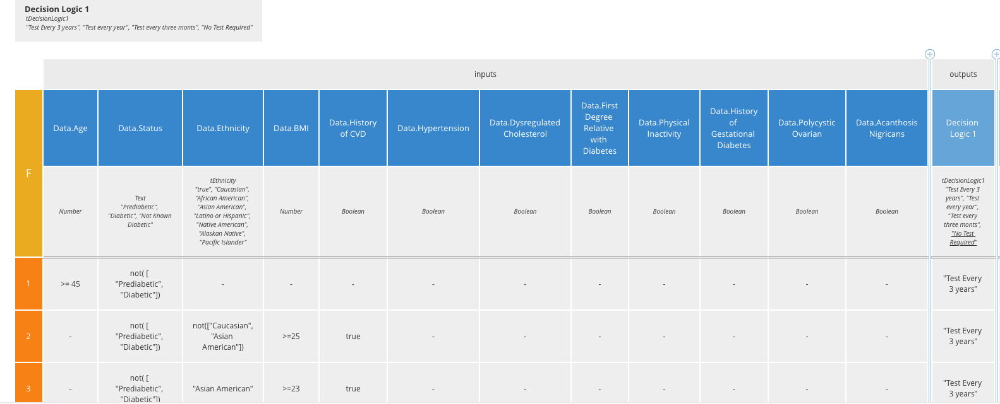 Decision Logic 1
tDecisionLogic1
"Test Every 3 years", "Test every year", "Test every three monts", "No Test Required"
inputs
outputs
F
Data.Age
Data.Status
Data.Ethnicity
Data.BMI
Data.History
of CVD
Data.Hypertension
Data.Dysregulated
Cholesterol
Data.First
Degree
Relative
with
Diabetes
Data.Physical
Inactivity
Data.History
of
Gestational
Diabetes
Data.Polycystic
Ovarian
Data.Acanthosis
Nigricans
Decision
Logic 1
Number
Text
"Prediabetic",
"Diabetic", "Not Known
Diabetic"
tEthnicity
"true", "Caucasian",
"African American",
"Asian American",
"Latino or Hispanic",
"Native American",
"Alaskan Native",
"Pacific Islander"
Number
Boolean
Boolean
Boolean
Boolean
Boolean
Boolean
Boolean
Boolean
tDecisionLogic1
"Test Every 3
years", "Test
every year",
"Test every
three monts",
"No Test
Required"
1
>= 45
not( [
"Prediabetic",
"Diabetic"])
-
-
-
-
-
-
-
-
-
-
"Test Every
3 years"
2
-
not( [
"Prediabetic",
"Diabetic"])
not(["Caucasian",
"Asian
American"])
>=25
true
-
-
-
-
-
-
-
"Test Every
3 years"
3
-
not( [
"Prediabetic",
"Diabetic"])
"Asian American"
>=23
true
-
-
-
-
-
-
-
"Test Every
3 years"